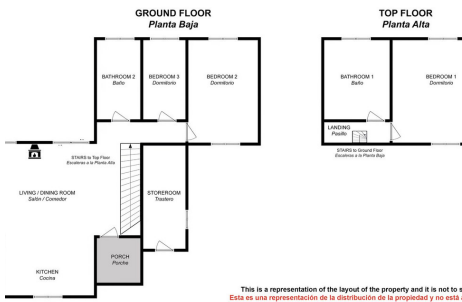 GROUND FLOOR
Planta Baja
TOP FLOOR
Planta Alta
BATHROOM 2
Baño
BEDROOM 3
Dormitorio
BEDROOM 2
Dormitorio
BATHROOM 1
Baño
BEDROOM 1
Dormitorio
LANDING
Pasillo
STAIRS to Ground Floor
Escaleras a la Planta Baja
STAIRS to Top Floor
Escaleras a la Planta Alta
LIVING / DINING ROOM
Salón / Comedor
STOREROOM
Trastero
PORCH
Porche
KITCHEN
Cocina
This is a representation of the layout of the property and it is not to s
Esta es una representación de la distribución de la propiedad y no está